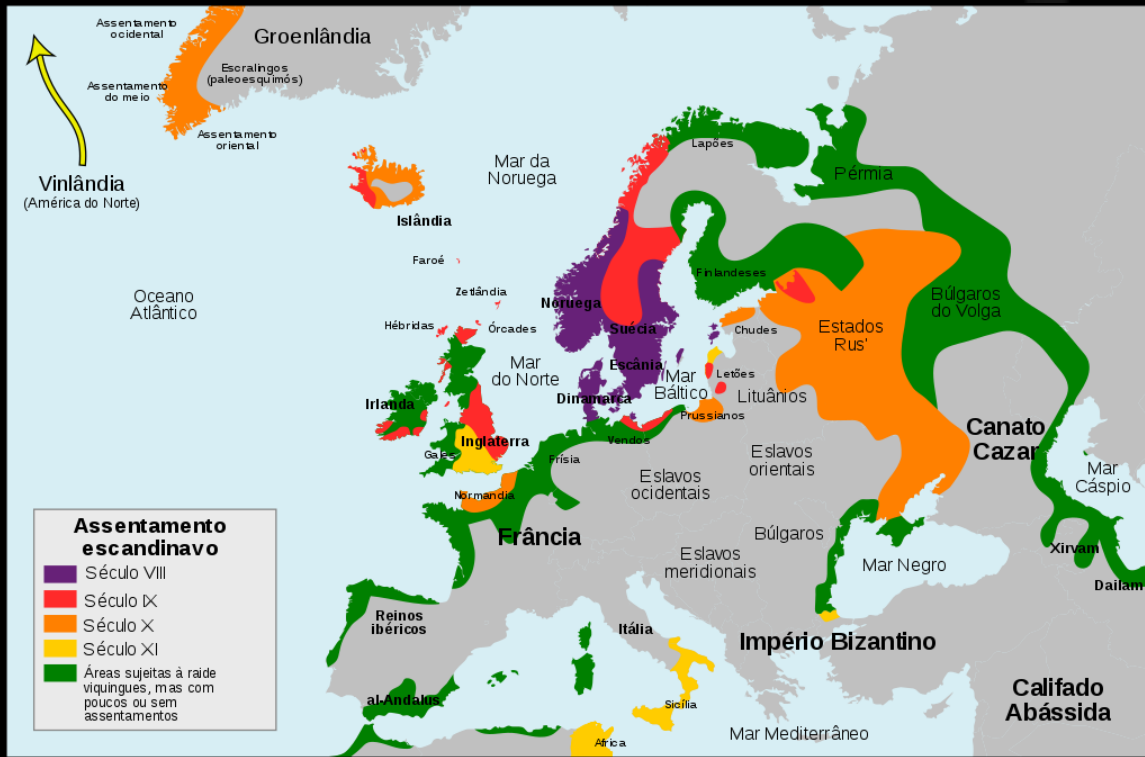 Assentamento
ocidental
Groenlândia
Escralingos
(paleoesquimós)
Assentamento
do meio
Assentamento
oriental
Vinlândia
(América do Norte)
Mar da
Noruega
Lapões
Pérmia
Islândia
Faroé
Finlandeses
Oceano
Atlântico
Zetlândia
Noruega
Búlgaros
do Volga
Hébridas
Órcades
Suécia
Chudes
Estados
Rus'
Mar
do Norte
Escânia
Mar
Báltico
Letões
Lituânios
Irlanda
Dinamarca
Prussianos
Inglaterra
Vendos
Canato
Cazar
Gales
Frísia
Eslavos
orientais
Eslavos
ocidentais
Mar
Cáspio
Normandia
Frância
Búlgaros
Xirvam
Eslavos
meridionais
Mar Negro
Dailam
Reinos
ibéricos
Itália
Império Bizantino
al-Andalus
Sicília
Califado
Abássida
Mar Mediterrâneo
Africa
Assentamento
escandinavo
Século VIII
Século IX
Século X
Século XI
Áreas sujeitas à raide
viquingues, mas com
poucos ou sem
assentamentos